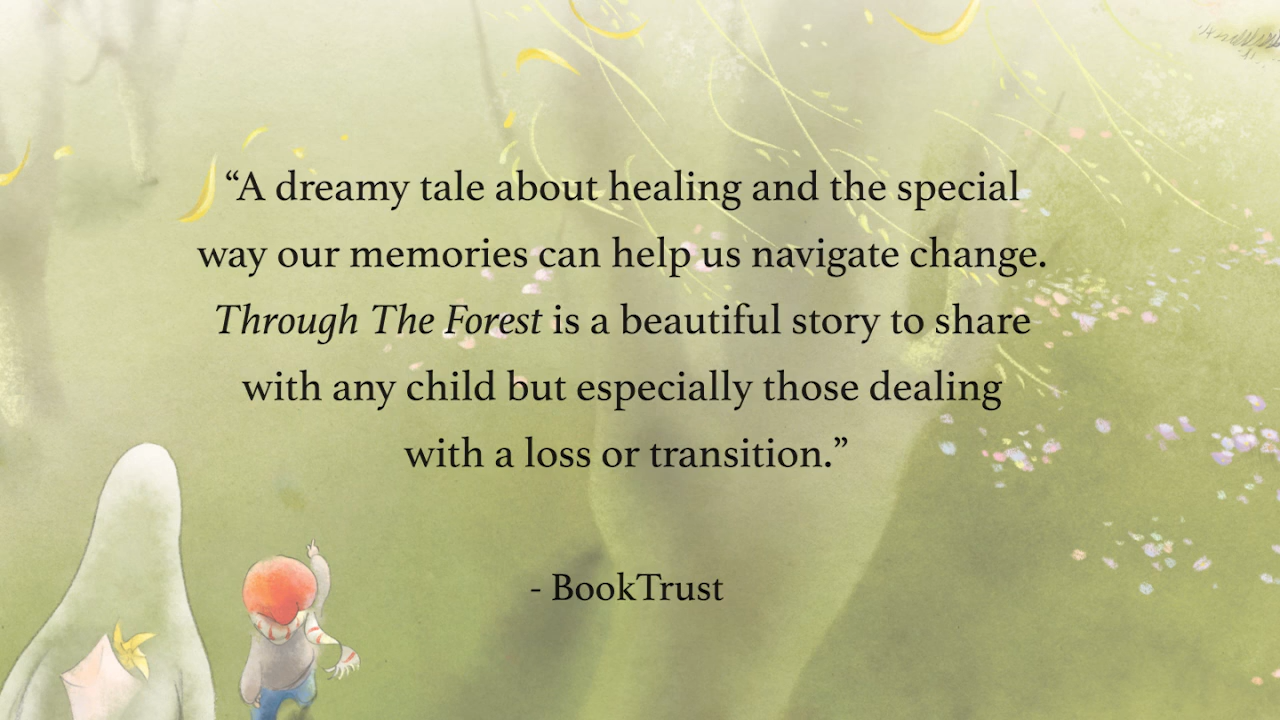 “A dreamy tale about healing and the special
way our memories can help us navigate change.
Through The Forest is a beautiful story to share
with any child but especially those dealing
with a loss or transition.”
- BookTrust